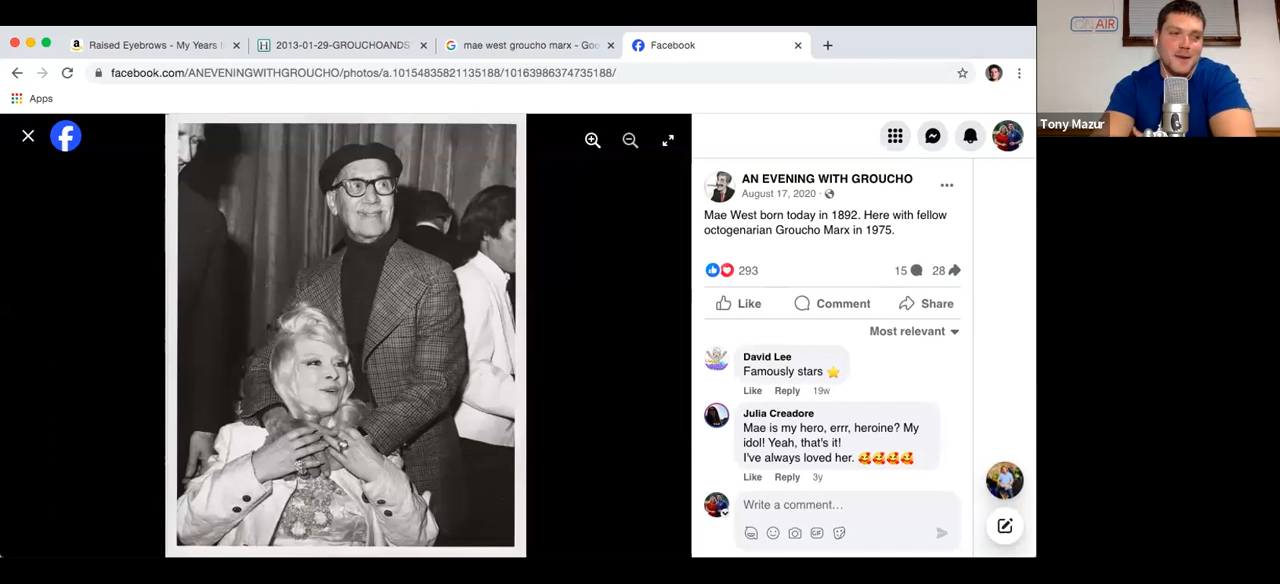 ON AIR
Tony Mazur
Raised Eyebrows - My Years I
2013-01-29-GROUCHOANDS
mae west groucho marx - Goo
Facebook
facebook.com/ANEVENINGWITHGROUCHO/photos/a.10154835821135188/10163986374735188/
Apps
AN EVENING WITH GROUCHO
August 17, 2020
Mae West born today in 1892. Here with fellow
octogenarian Groucho Marx in 1975.
293
15
28
Like
Comment
Share
Most relevant
David Lee
Famously stars ⭐
Like Reply 19w
Julia Creadore
Mae is my hero, errr, heroine? My
idol! Yeah, that's it!
I've always loved her. 🥰🥰🥰🥰
Like Reply 3y
Write a comment…
GIF